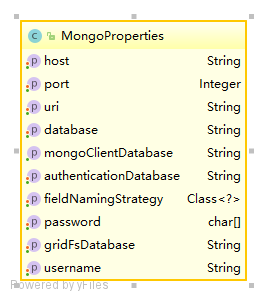 C MongoProperties
p host String
p port Integer
p uri String
p database String
p mongoClientDatabase String
p authenticationDatabase String
p fieldNamingStrategy Class<?>
p password char[]
p gridFsDatabase String
p username String
Powered by yFiles